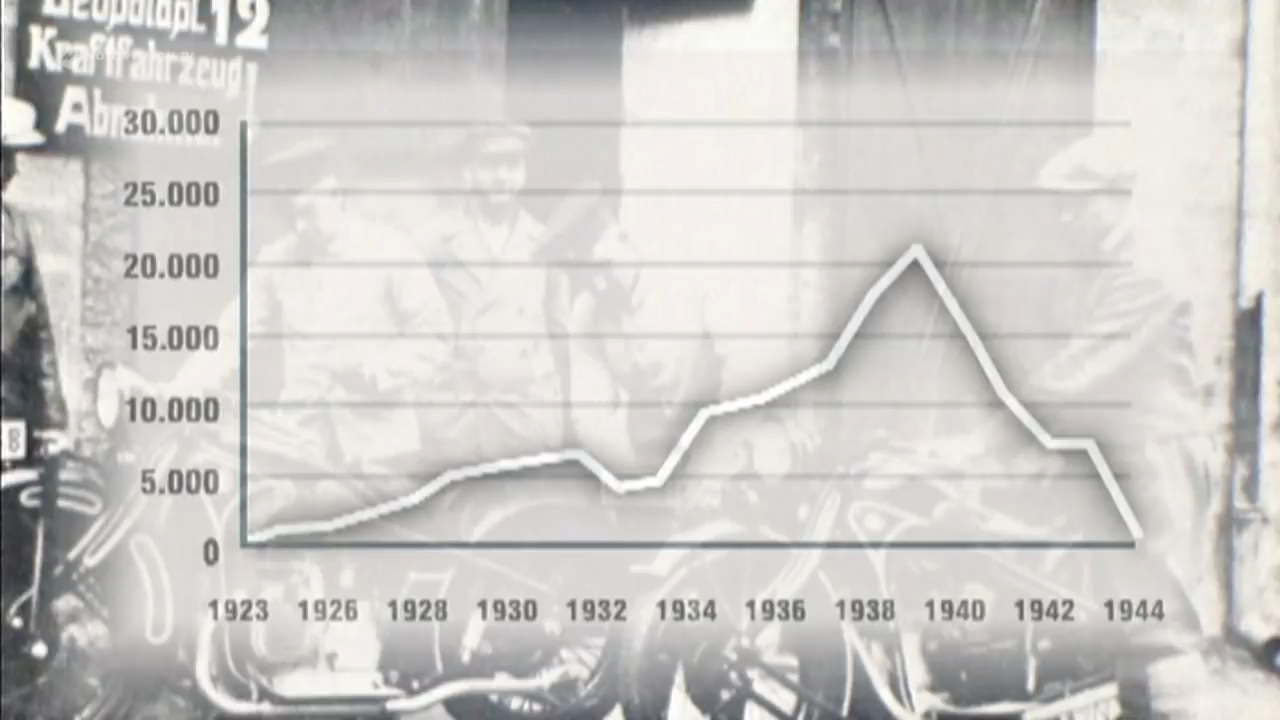 Leopoldpl. 12
Kraftfahrzeug
30.000
25.000
20.000
15.000
10.000
5.000
0
1923 1926 1928 1930 1932 1934 1936 1938 1940 1942 1944
8